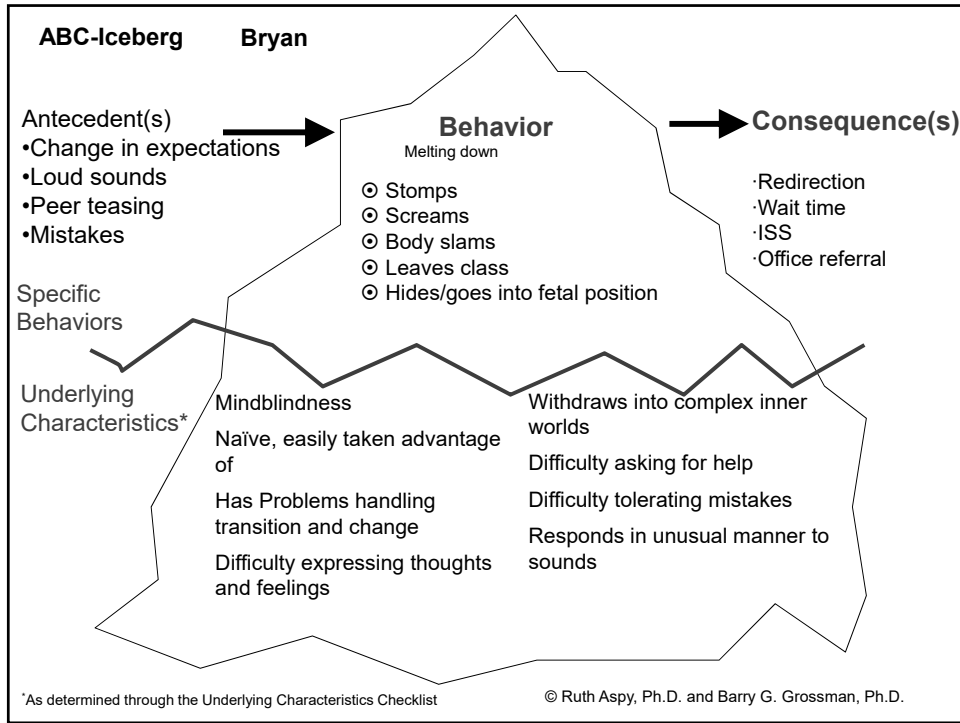 ABC-Iceberg Bryan
Antecedent(s)
•Change in expectations
•Loud sounds
•Peer teasing
•Mistakes
Behavior
Melting down
⦿ Stomps
⦿ Screams
⦿ Body slams
⦿ Leaves class
⦿ Hides/goes into fetal position
Consequence(s)
·Redirection
·Wait time
·ISS
·Office referral
Specific
Behaviors
Underlying
Characteristics*
Mindblindness
Naïve, easily taken advantage
of
Has Problems handling
transition and change
Difficulty expressing thoughts
and feelings
Withdraws into complex inner
worlds
Difficulty asking for help
Difficulty tolerating mistakes
Responds in unusual manner to
sounds
*As determined through the Underlying Characteristics Checklist
© Ruth Aspy, Ph.D. and Barry G. Grossman, Ph.D.